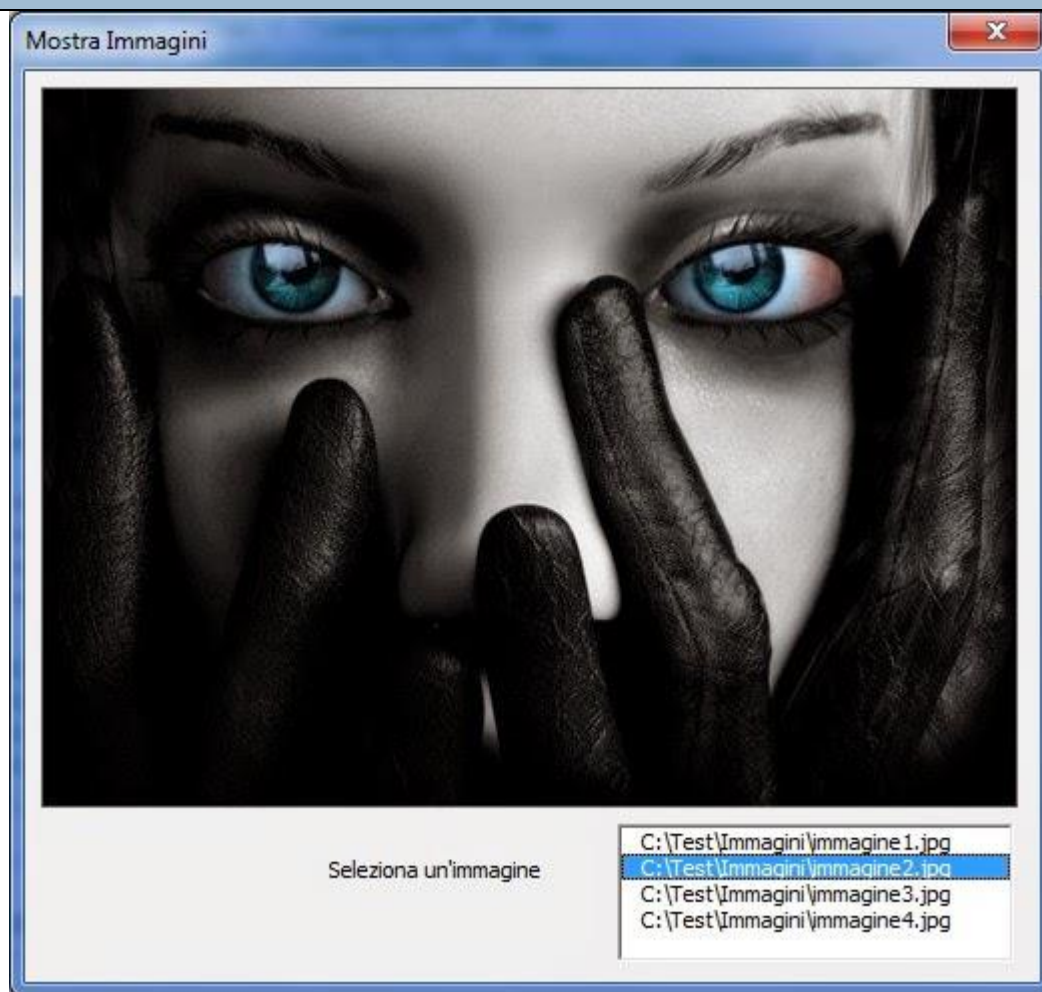 Mostra Immagini
Seleziona un'immagine
C:\Test\Immagini\immagine1.jpg
C:\Test\Immagini\immagine2.jpg
C:\Test\Immagini\immagine3.jpg
C:\Test\Immagini\immagine4.jpg